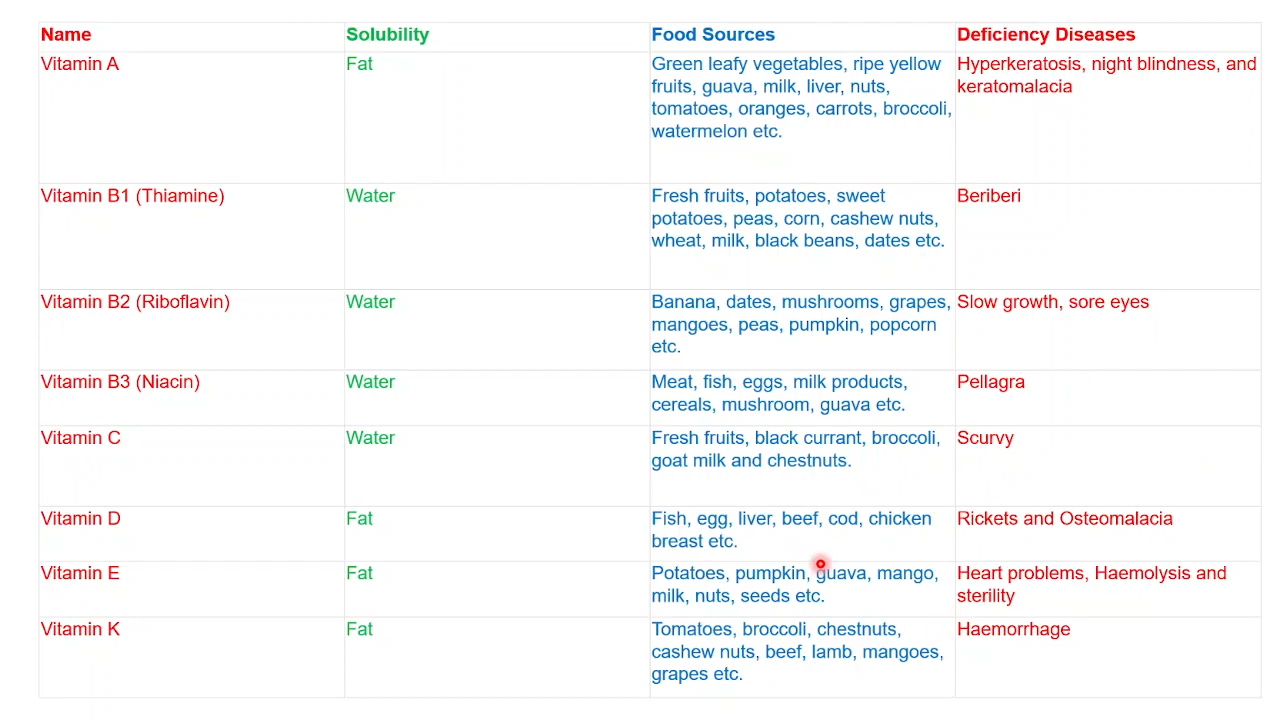 Name Solubility Food Sources Deficiency Diseases
Vitamin A Fat Green leafy vegetables, ripe yellow Hyperkeratosis, night blindness, and
fruits, guava, milk, liver, nuts, keratomalacia
tomatoes, oranges, carrots, broccoli,
watermelon etc.
Vitamin B1 (Thiamine) Water Fresh fruits, potatoes, sweet Beriberi
potatoes, peas, corn, cashew nuts,
wheat, milk, black beans, dates etc.
Vitamin B2 (Riboflavin) Water Banana, dates, mushrooms, grapes, Slow growth, sore eyes
mangoes, peas, pumpkin, popcorn
etc.
Vitamin B3 (Niacin) Water Meat, fish, eggs, milk products, Pellagra
cereals, mushroom, guava etc.
Vitamin C Water Fresh fruits, black currant, broccoli, Scurvy
goat milk and chestnuts.
Vitamin D Fat Fish, egg, liver, beef, cod, chicken Rickets and Osteomalacia
breast etc.
Vitamin E Fat Potatoes, pumpkin, guava, mango, Heart problems, Haemolysis and
milk, nuts, seeds etc. sterility
Vitamin K Fat Tomatoes, broccoli, chestnuts, Haemorrhage
cashew nuts, beef, lamb, mangoes,
grapes etc.